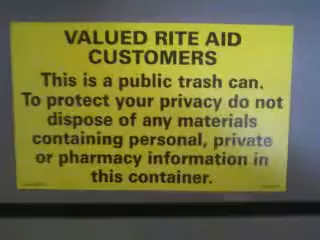 VALUED RITE AID
CUSTOMERS
This is a public trash can.
To protect your privacy do not
dispose of any materials
containing personal, private
or pharmacy information in
this container.